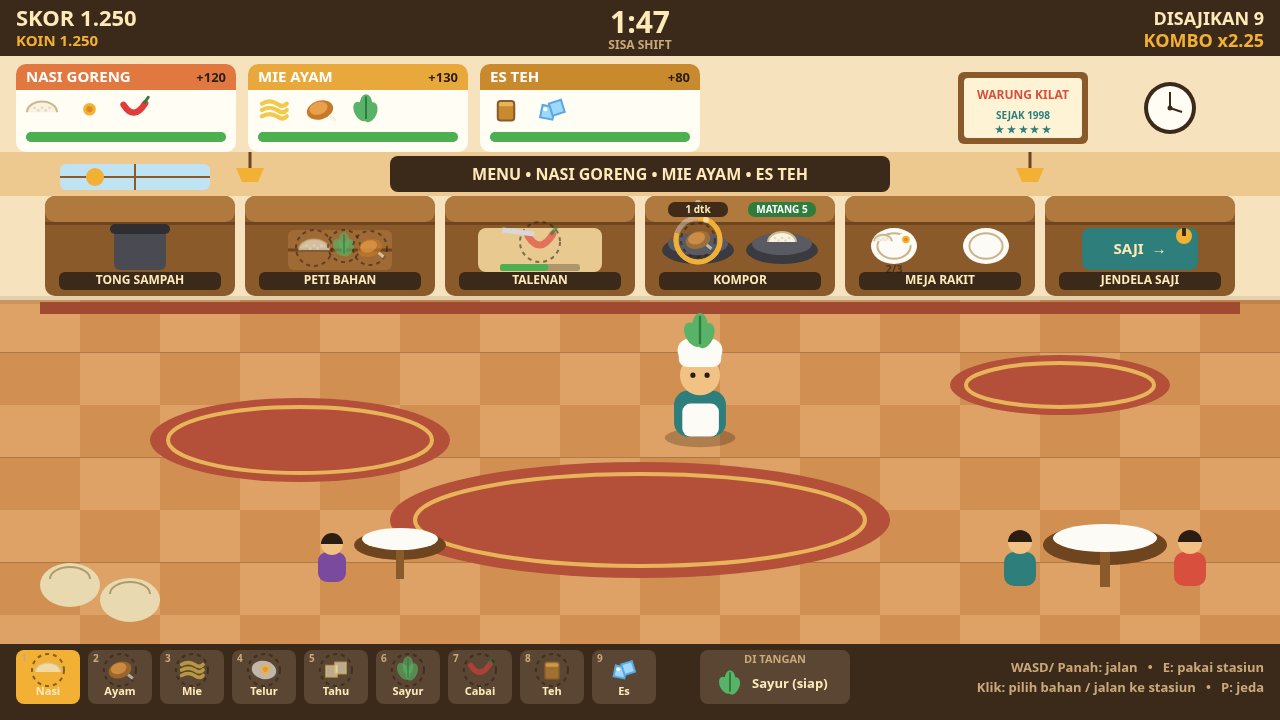 SKOR 1.250
KOIN 1.250
1:47
SISA SHIFT
DISAJIKAN 9
KOMBO x2.25
NASI GORENG +120
MIE AYAM +130
ES TEH +80
WARUNG KILAT
SEJAK 1998
★★★★★
MENU • NASI GORENG • MIE AYAM • ES TEH
1 dtk
MATANG 5
SAJI →
2/3
TONG SAMPAH
PETI BAHAN
TALENAN
KOMPOR
MEJA RAKIT
JENDELA SAJI
1 Nasi
2 Ayam
3 Mie
4 Telur
5 Tahu
6 Sayur
7 Cabai
8 Teh
9 Es
DI TANGAN
Sayur (siap)
WASD/ Panah: jalan • E: pakai stasiun
Klik: pilih bahan / jalan ke stasiun • P: jeda